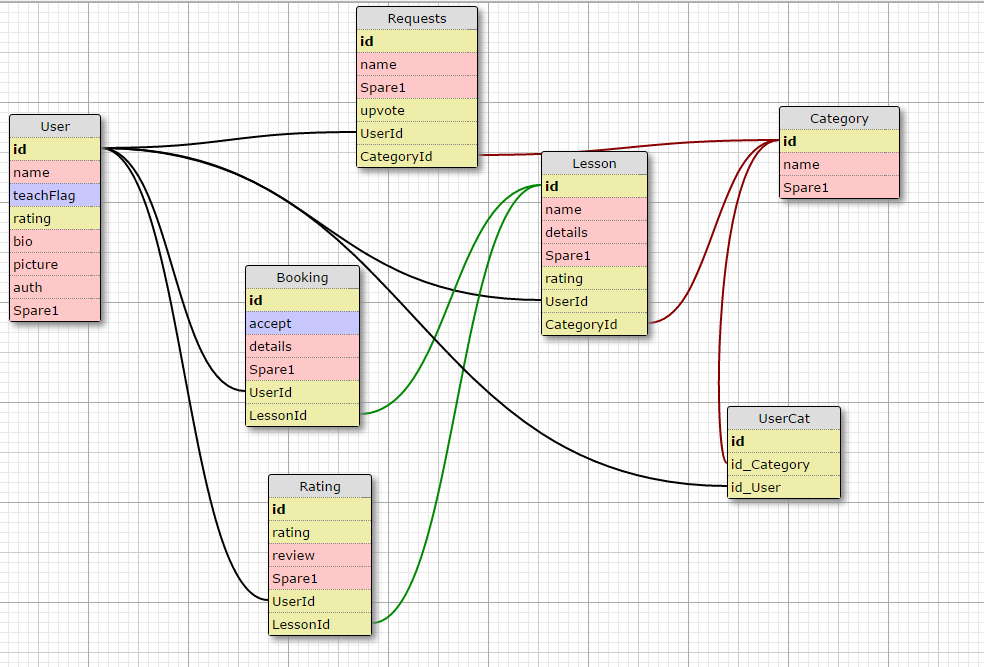 Requests
id
name
Spare1
upvote
UserId
CategoryId
User
id
name
teachFlag
rating
bio
picture
auth
Spare1
Category
id
name
Spare1
Lesson
id
name
details
Spare1
rating
UserId
CategoryId
Booking
id
accept
details
Spare1
UserId
LessonId
UserCat
id
id_Category
id_User
Rating
id
rating
review
Spare1
UserId
LessonId